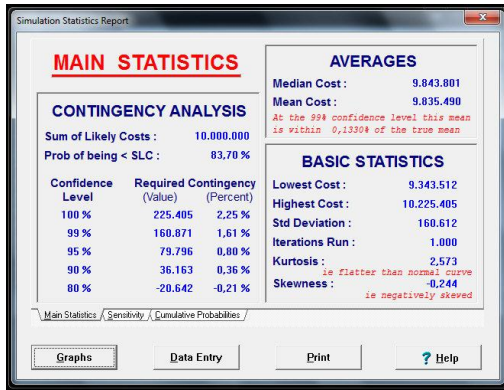 Simulation Statistics Report
MAIN STATISTICS
CONTINGENCY ANALYSIS
Sum of Likely Costs : 10.000.000
Prob of being < SLC : 83,70 %
Confidence Required Contingency
Level (Value) (Percent)
100 % 225.405 2,25 %
99 % 160.871 1,61 %
95 % 79.796 0,80 %
90 % 36.163 0,36 %
80 % -20.642 -0,21 %
AVERAGES
Median Cost : 9.843.801
Mean Cost : 9.835.490
At the 99% confidence level this mean
is within 0,1330% of the true mean
BASIC STATISTICS
Lowest Cost : 9.343.512
Highest Cost : 10.225.405
Std Deviation : 160.612
Iterations Run : 1.000
Kurtosis : 2,573
ie flatter than normal curve
Skewness : -0,244
ie negatively skewed
Main Statistics / Sensitivity / Cumulative Probabilities /
Graphs Data Entry Print ? Help